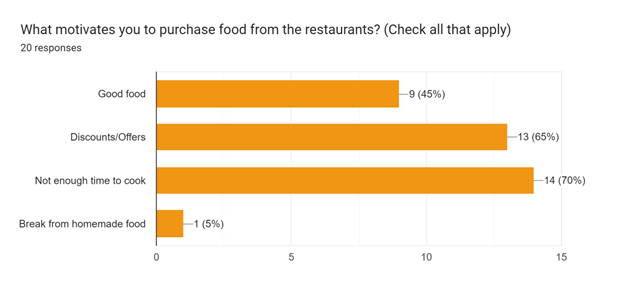 What motivates you to purchase food from the restaurants? (Check all that apply)
20 responses
Good food
9 (45%)
Discounts/Offers
13 (65%)
Not enough time to cook
14 (70%)
Break from homemade food
1 (5%)
0 5 10 15